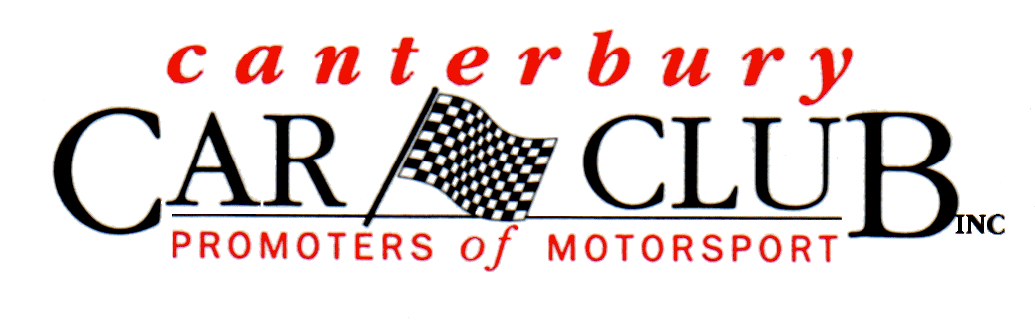 canterbury
CAR CLUB INC
PROMOTERS of MOTORSPORT